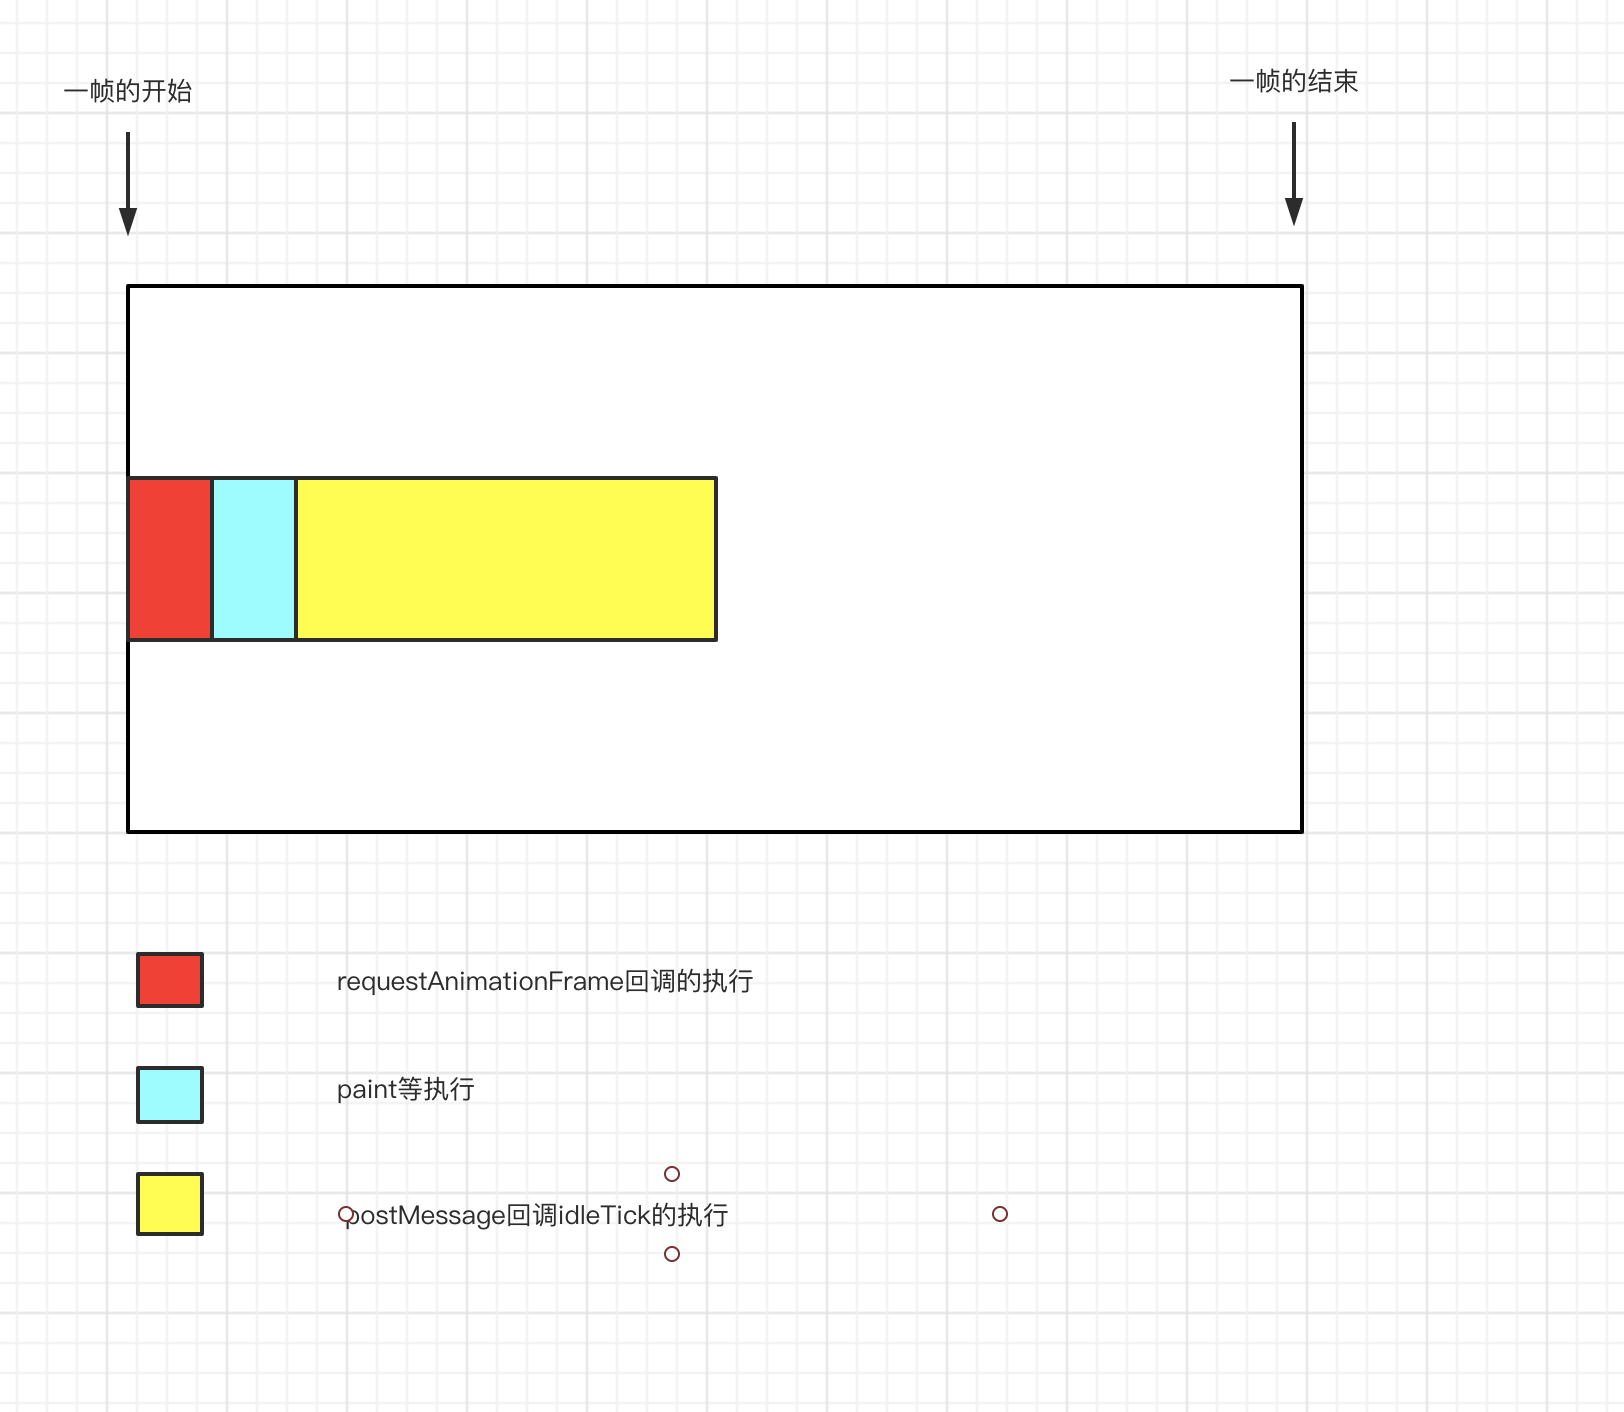 一帧的开始
一帧的结束
requestAnimationFrame回调的执行
paint等执行
postMessage回调idleTick的执行